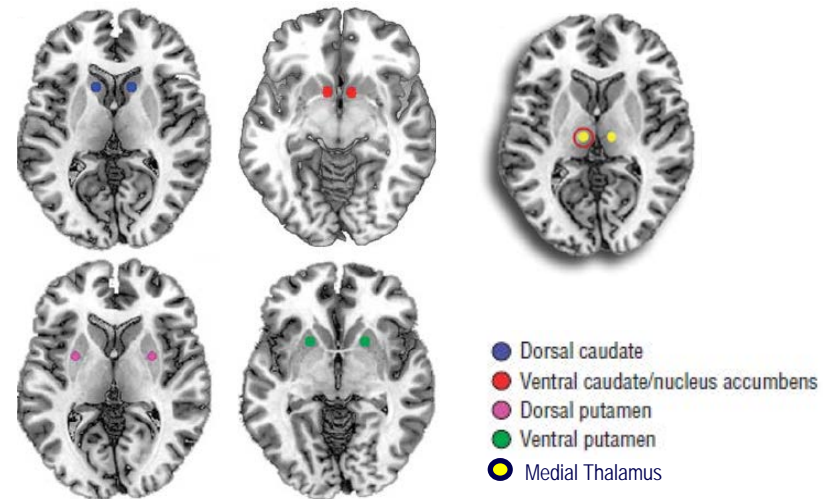 Dorsal caudate
Ventral caudate/nucleus accumbens
Dorsal putamen
Ventral putamen
Medial Thalamus